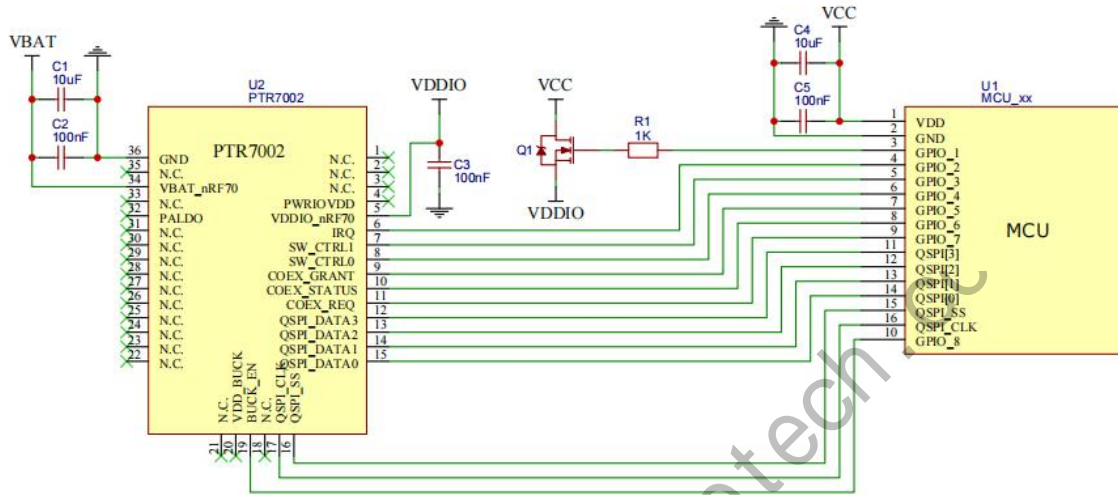 VBAT
C1
10uF
C2
100nF
U2
PTR7002
PTR7002
36 GND
35 N.C.
34 VBAT_nRF70
33 N.C.
32 PALDO
31 N.C.
30 N.C.
29 N.C.
28 N.C.
27 N.C.
26 N.C.
25 N.C.
24 N.C.
23 N.C.
22 N.C.
N.C. 1
N.C. 2
N.C. 3
PWRIOVDD 4
VDDIO_nRF70 5
IRQ 6
SW_CTRL1 7
SW_CTRL0 8
COEX_GRANT 9
COEX_STATUS 10
COEX_REQ 11
QSPI_DATA3 12
QSPI_DATA2 13
QSPI_DATA1 14
QSPI_DATA0 15
N.C. 21
VDD_BUCK 20
BUCK_EN 19
N.C. 18
QSPI_CLK 17
QSPI_SS 16
VDDIO
C3
100nF
VCC
Q1
R1
1K
VDDIO
VCC
C4
10uF
C5
100nF
U1
MCU_xx
1 VDD
2 GND
3 GPIO_1
4 GPIO_2
5 GPIO_3
6 GPIO_4
7 GPIO_5
8 GPIO_6
9 GPIO_7
11 QSPI[3]
12 QSPI[2]
13 QSPI[1]
14 QSPI[0]
15 QSPI_SS
16 QSPI_CLK
10 GPIO_8
MCU